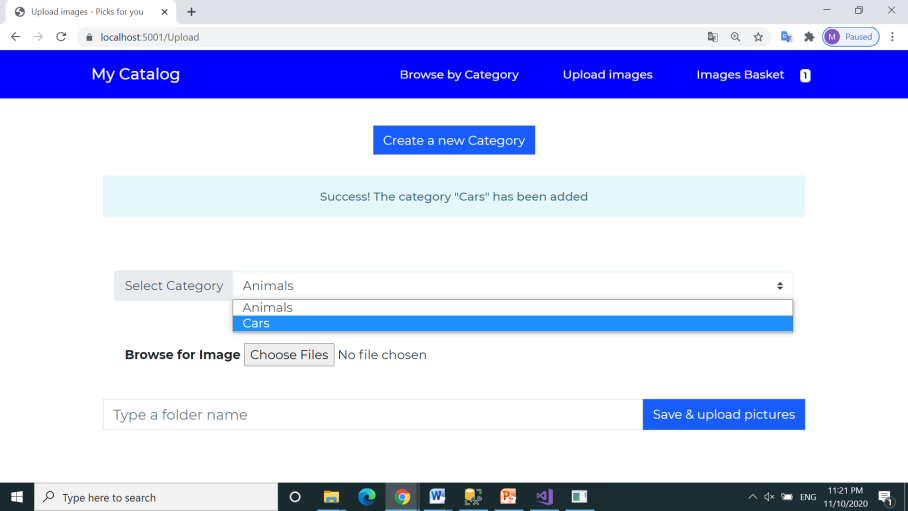 Upload images - Picks for you
localhost:5001/Upload
M Paused
My Catalog
Browse by Category
Upload images
Images Basket 1
Create a new Category
Success! The category "Cars" has been added
Select Category Animals
Animals
Cars
Browse for Image Choose Files No file chosen
Type a folder name Save & upload pictures
Type here to search
ENG
11:21 PM
11/10/2020
1